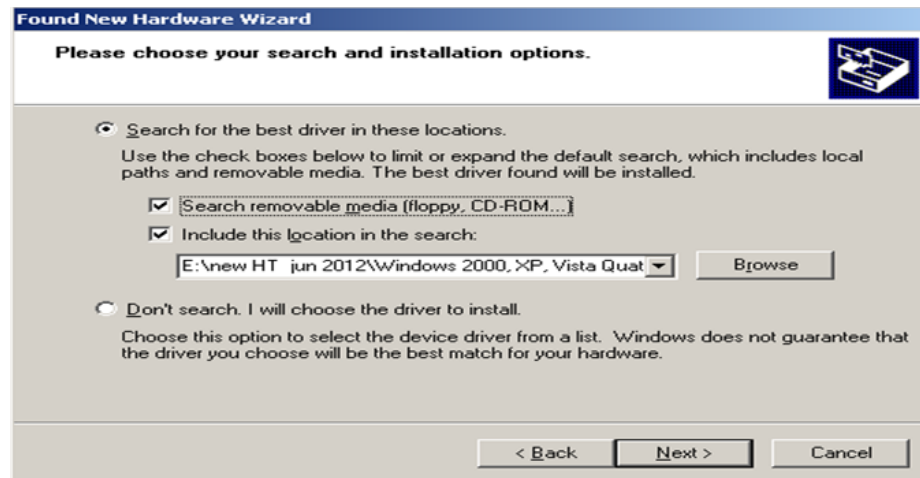 Found New Hardware Wizard
Please choose your search and installation options.
Search for the best driver in these locations.
Use the check boxes below to limit or expand the default search, which includes local
paths and removable media. The best driver found will be installed.
Search removable media (floppy, CD-ROM...)
Include this location in the search:
E:\new HT jun 2012\Windows 2000, XP, Vista Quat
Browse
Don't search. I will choose the driver to install.
Choose this option to select the device driver from a list. Windows does not guarantee that
the driver you choose will be the best match for your hardware.
< Back Next > Cancel